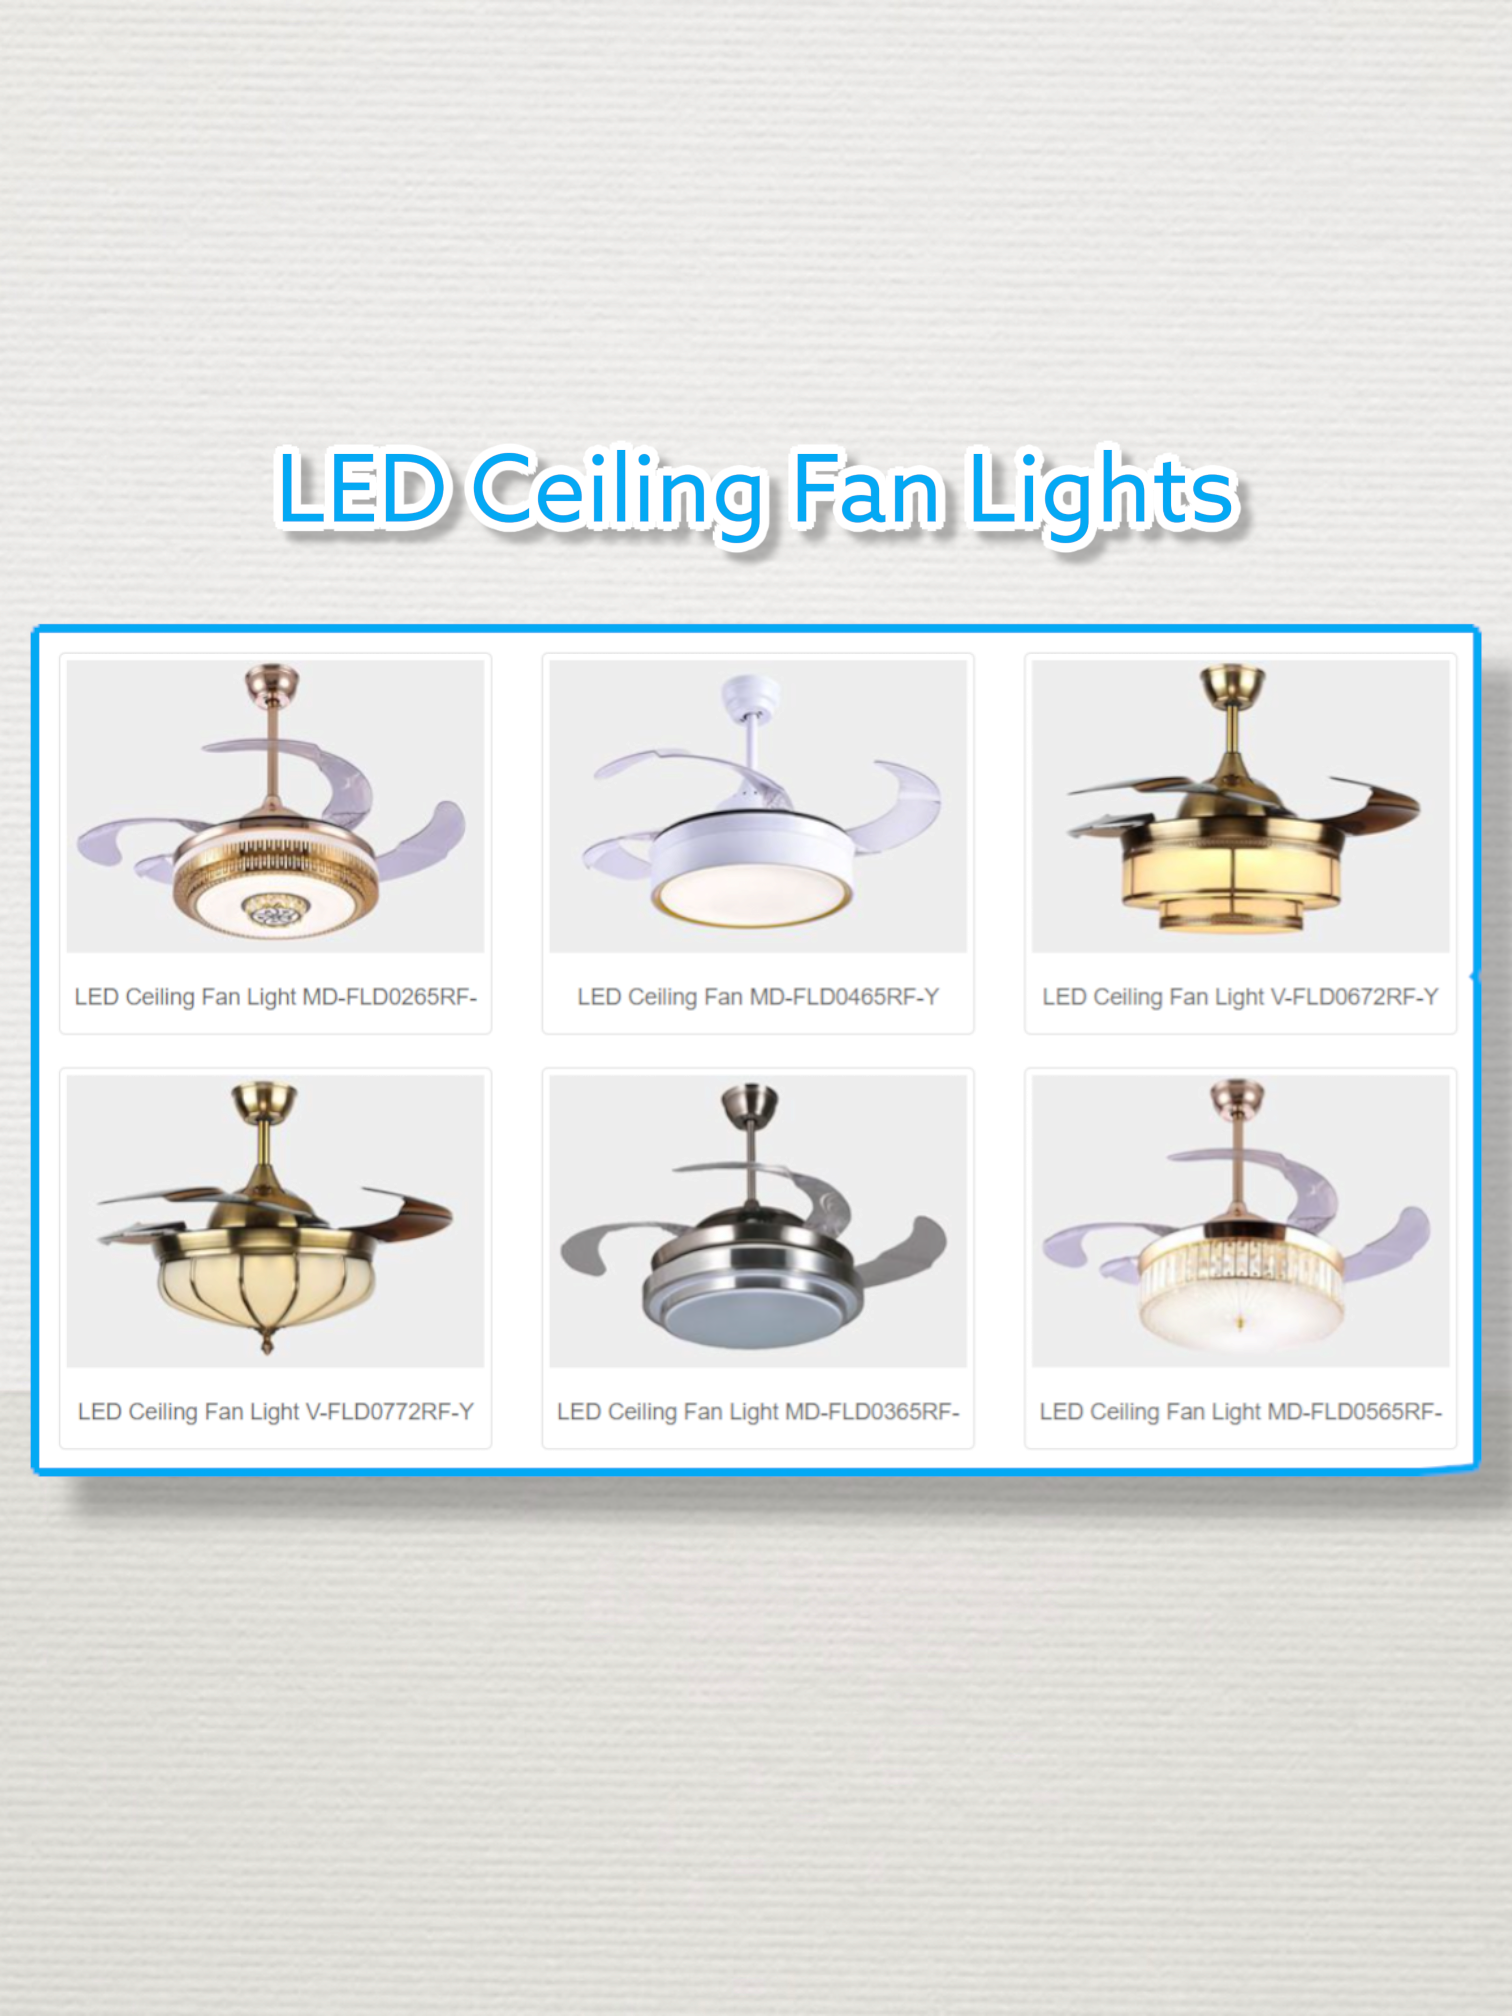 LED Ceiling Fan Lights
LED Ceiling Fan Light MD-FLD0265RF-
LED Ceiling Fan MD-FLD0465RF-Y
LED Ceiling Fan Light V-FLD0672RF-Y
LED Ceiling Fan Light V-FLD0772RF-Y
LED Ceiling Fan Light MD-FLD0365RF-
LED Ceiling Fan Light MD-FLD0565RF-